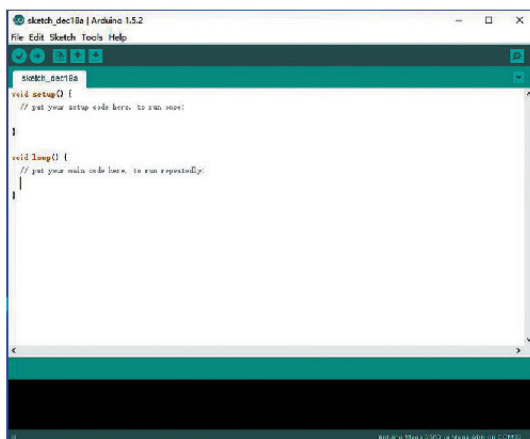 sketch_dec18a | Arduino 1.5.2
File Edit Sketch Tools Help
sketch_dec18a
void setup() {
// put your setup code here, to run once:
}
void loop() {
// put your main code here, to run repeatedly:
}